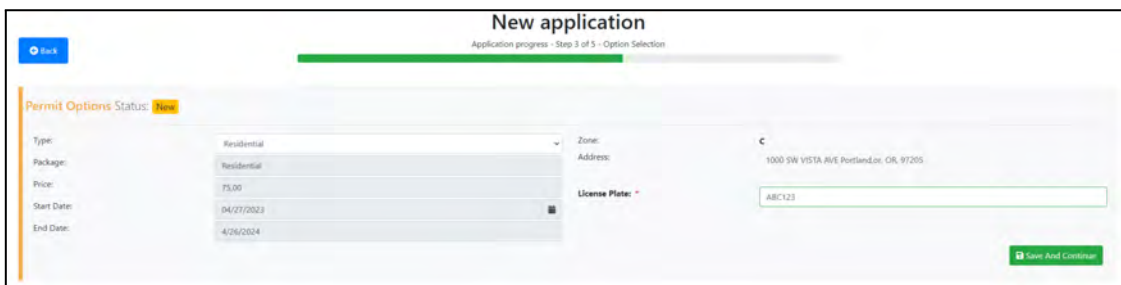 New application
Back
Application progress - Step 3 of 5 - Option Selection
Permit Options Status: New
Type: Residential
Package: Residential
Price: 75.00
Start Date: 04/27/2023
End Date: 4/26/2024
Zone: C
Address: 1000 SW VISTA AVE Portland,or, OR, 97205
License Plate: * ABC123
Save And Continue